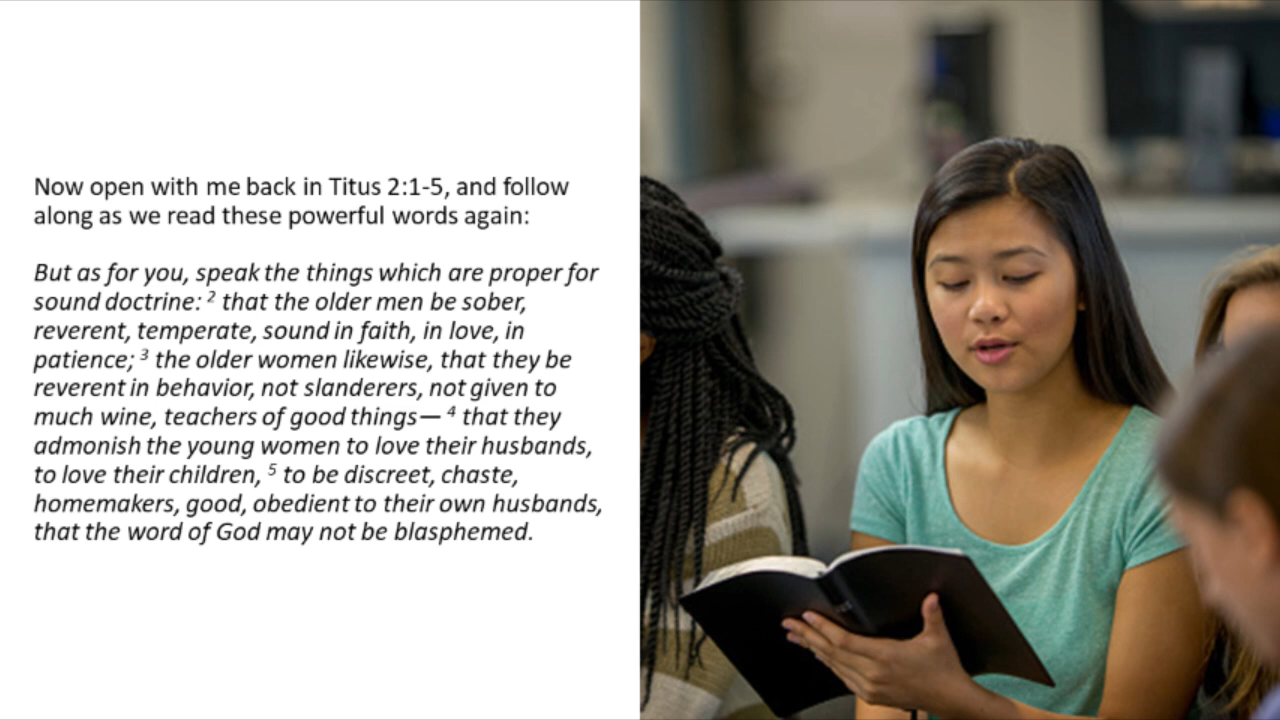 Now open with me back in Titus 2:1-5, and follow
along as we read these powerful words again:
But as for you, speak the things which are proper for
sound doctrine: ² that the older men be sober,
reverent, temperate, sound in faith, in love, in
patience; ³ the older women likewise, that they be
reverent in behavior, not slanderers, not given to
much wine, teachers of good things— ⁴ that they
admonish the young women to love their husbands,
to love their children, ⁵ to be discreet, chaste,
homemakers, good, obedient to their own husbands,
that the word of God may not be blasphemed.